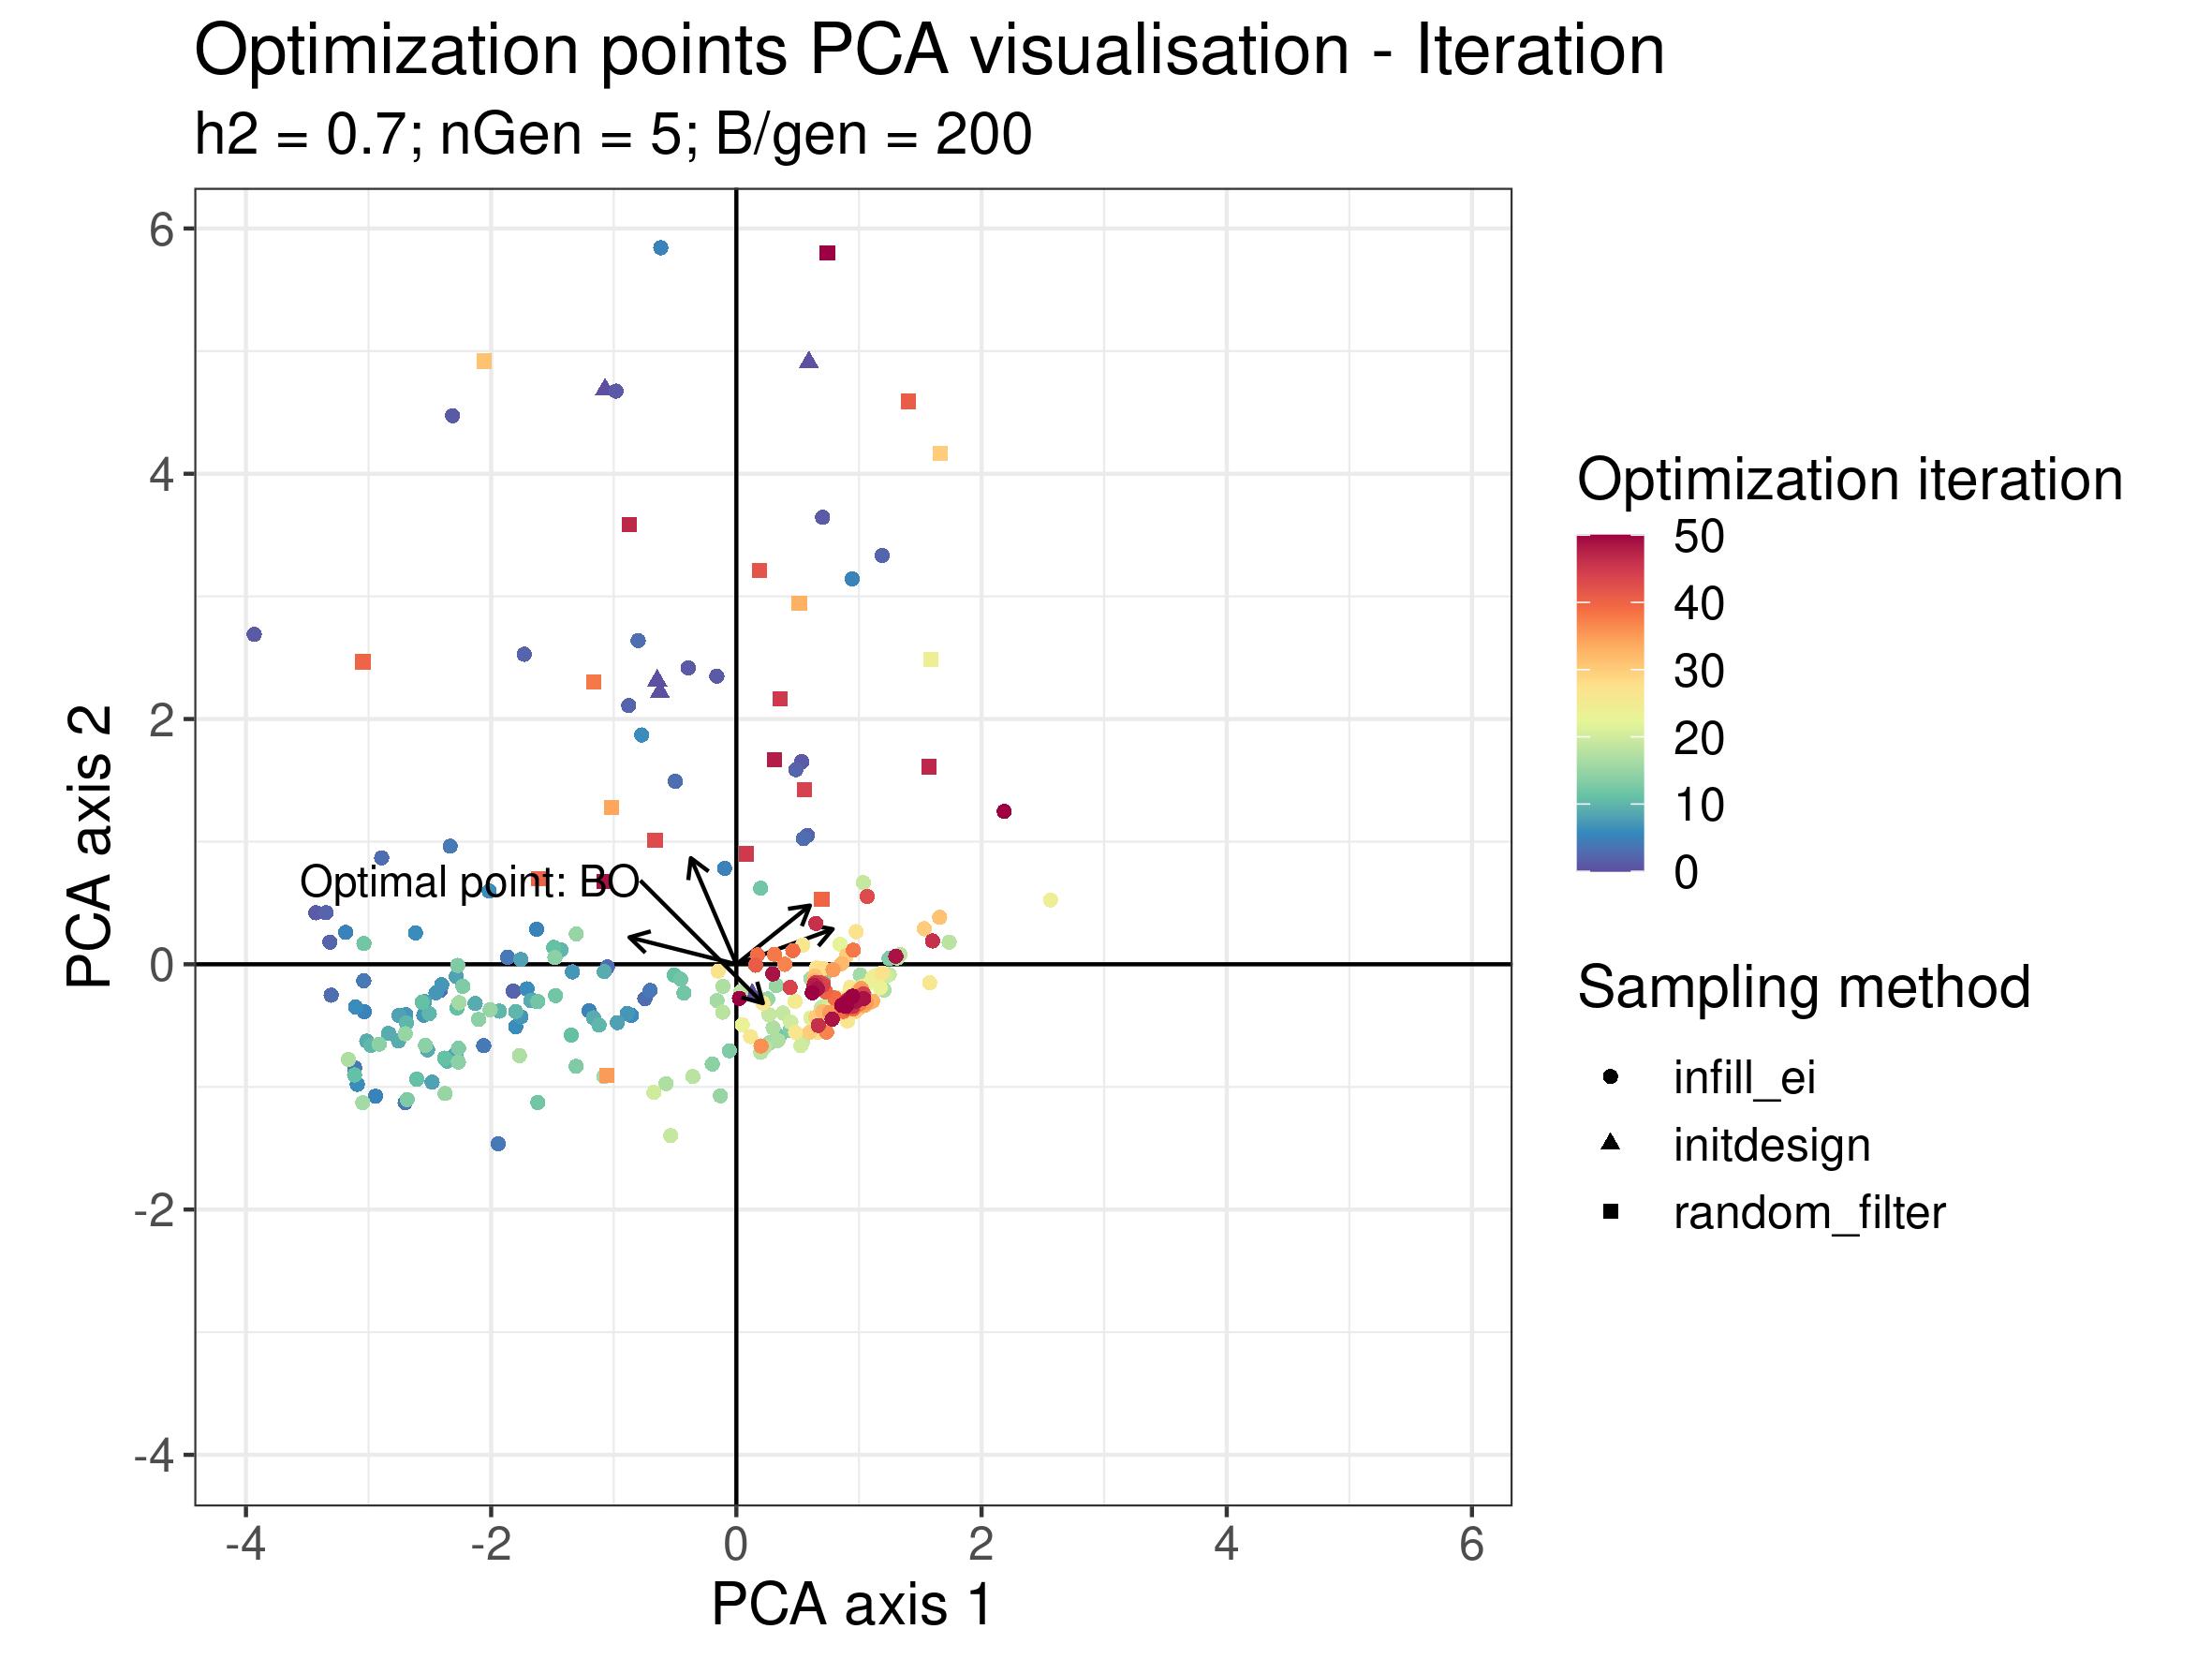 Optimization points PCA visualisation - Iteration
h2 = 0.7; nGen = 5; B/gen = 200
PCA axis 2
6
4
2
0
-2
-4
Optimal point: BO
-4
-2
0
2
4
6
PCA axis 1
Optimization iteration
50
40
30
20
10
0
Sampling method
infill_ei
initdesign
random_filter